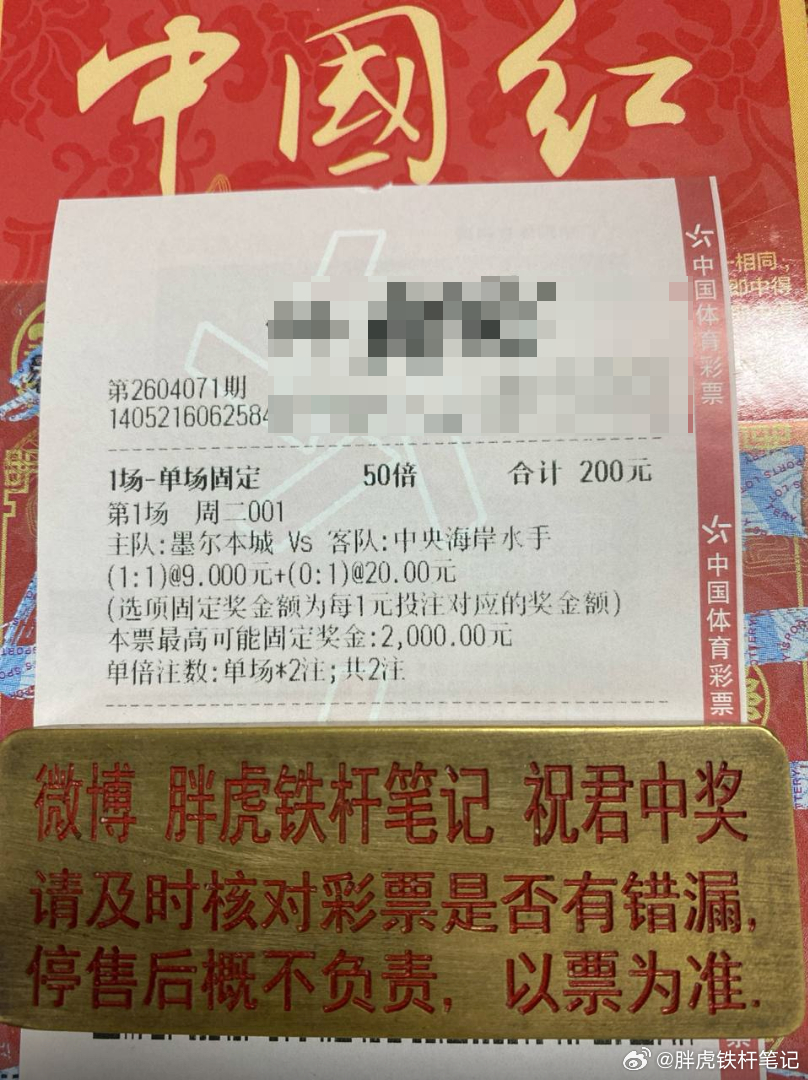 中國红
第2604071期
1405216062584
1场-单场固定 50倍 合计 200元
第1场 周二001
主队:墨尔本城 Vs 客队:中央海岸水手
(1:1)@9.000元+(0:1)@20.00元
(选项固定奖金额为每1元投注对应的奖金额)
本票最高可能固定奖金:2,000.00元
单倍注数:单场*2注;共2注
中国体育彩票
中国体育彩票
相同,
即中得
微博 胖虎铁杆笔记 祝君中奖
请及时核对彩票是否有错漏,
停售后概不负责, 以票为准.
票
@胖虎铁杆笔记